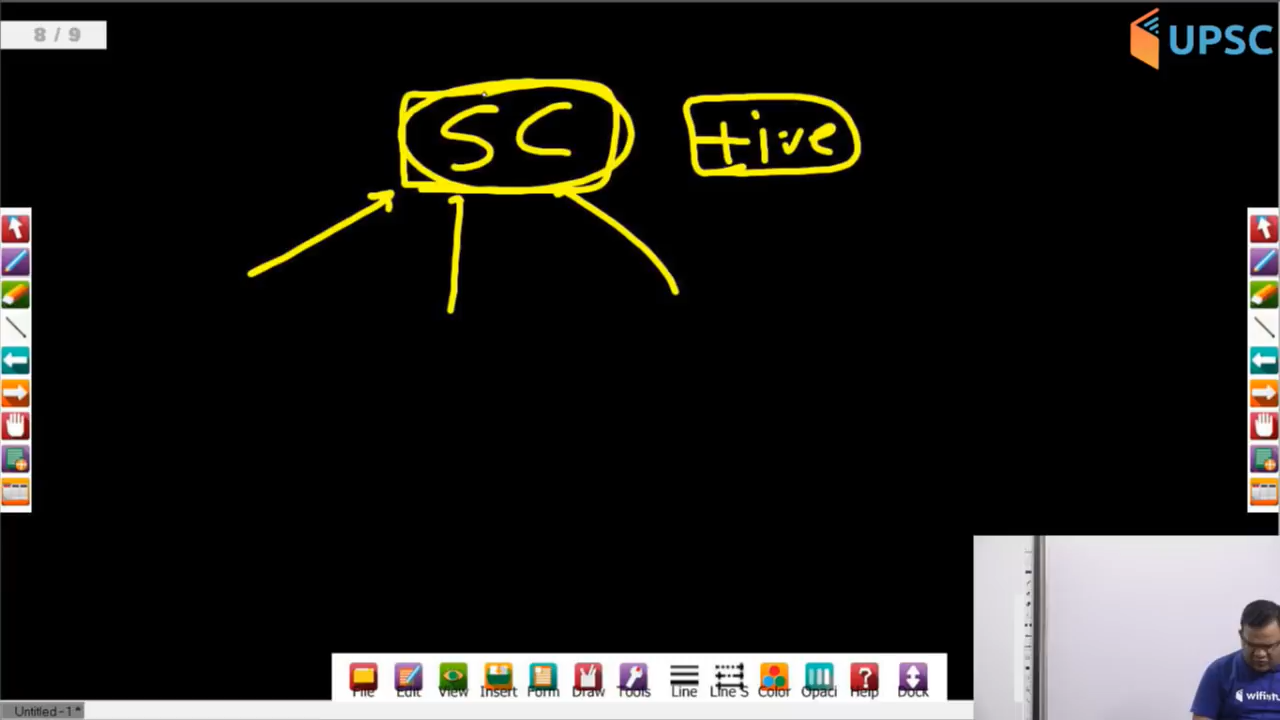 8 / 9
UPSC
SC
+ive
File Edit View Insert Form Draw Tools Line Line S Color Opaci Help Dock
Untitled-1 *